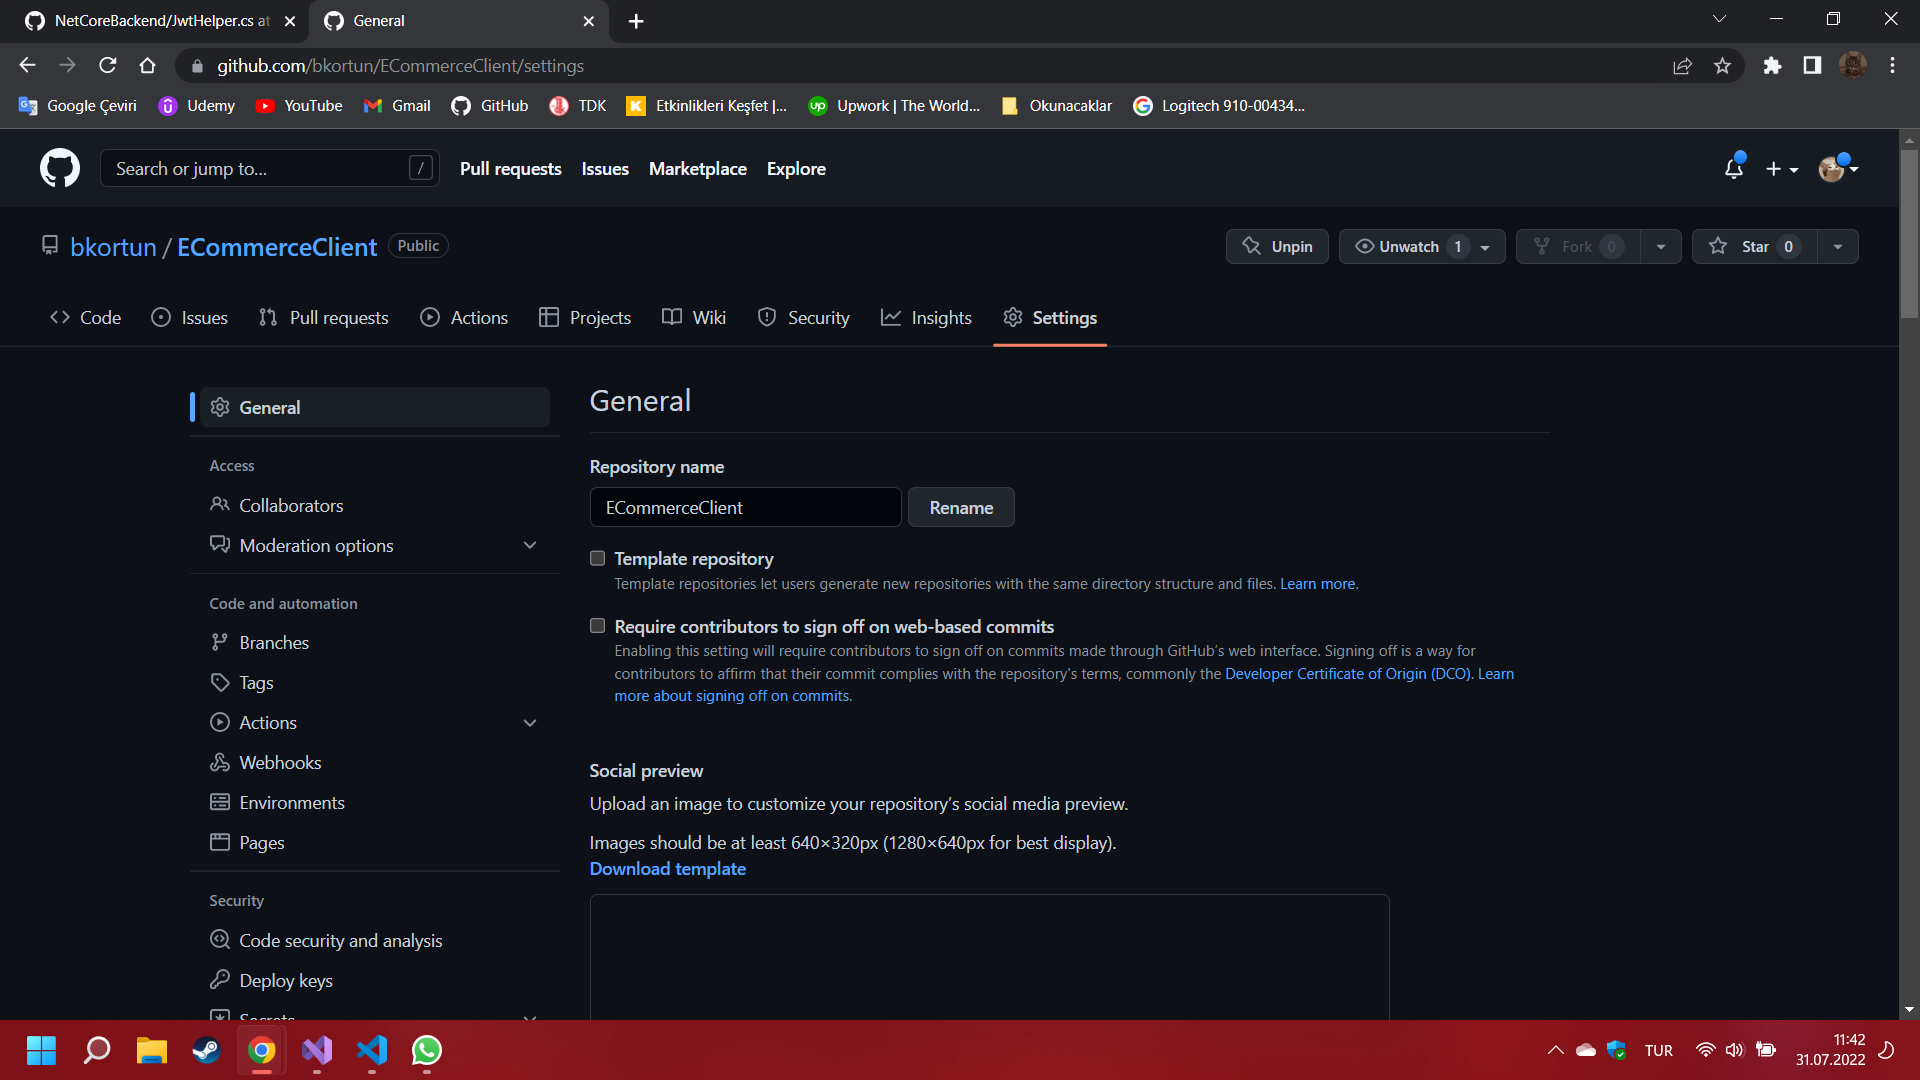 NetCoreBackend/JwtHelper.cs at
General
github.com/bkortun/ECommerceClient/settings
Google Çeviri
Udemy
YouTube
Gmail
GitHub
TDK
Etkinlikleri Keşfet |...
Upwork | The World...
Okunacaklar
Logitech 910-00434...
Search or jump to...
/
Pull requests
Issues
Marketplace
Explore
bkortun / ECommerceClient
Public
Unpin
Unwatch 1
Fork 0
Star 0
Code
Issues
Pull requests
Actions
Projects
Wiki
Security
Insights
Settings
General
Access
Collaborators
Moderation options
Code and automation
Branches
Tags
Actions
Webhooks
Environments
Pages
Security
Code security and analysis
Deploy keys
Secrets
General
Repository name
ECommerceClient
Rename
Template repository
Template repositories let users generate new repositories with the same directory structure and files. Learn more.
Require contributors to sign off on web-based commits
Enabling this setting will require contributors to sign off on commits made through GitHub’s web interface. Signing off is a way for
contributors to affirm that their commit complies with the repository's terms, commonly the Developer Certificate of Origin (DCO). Learn
more about signing off on commits.
Social preview
Upload an image to customize your repository’s social media preview.
Images should be at least 640×320px (1280×640px for best display).
Download template
TUR
11:42
31.07.2022